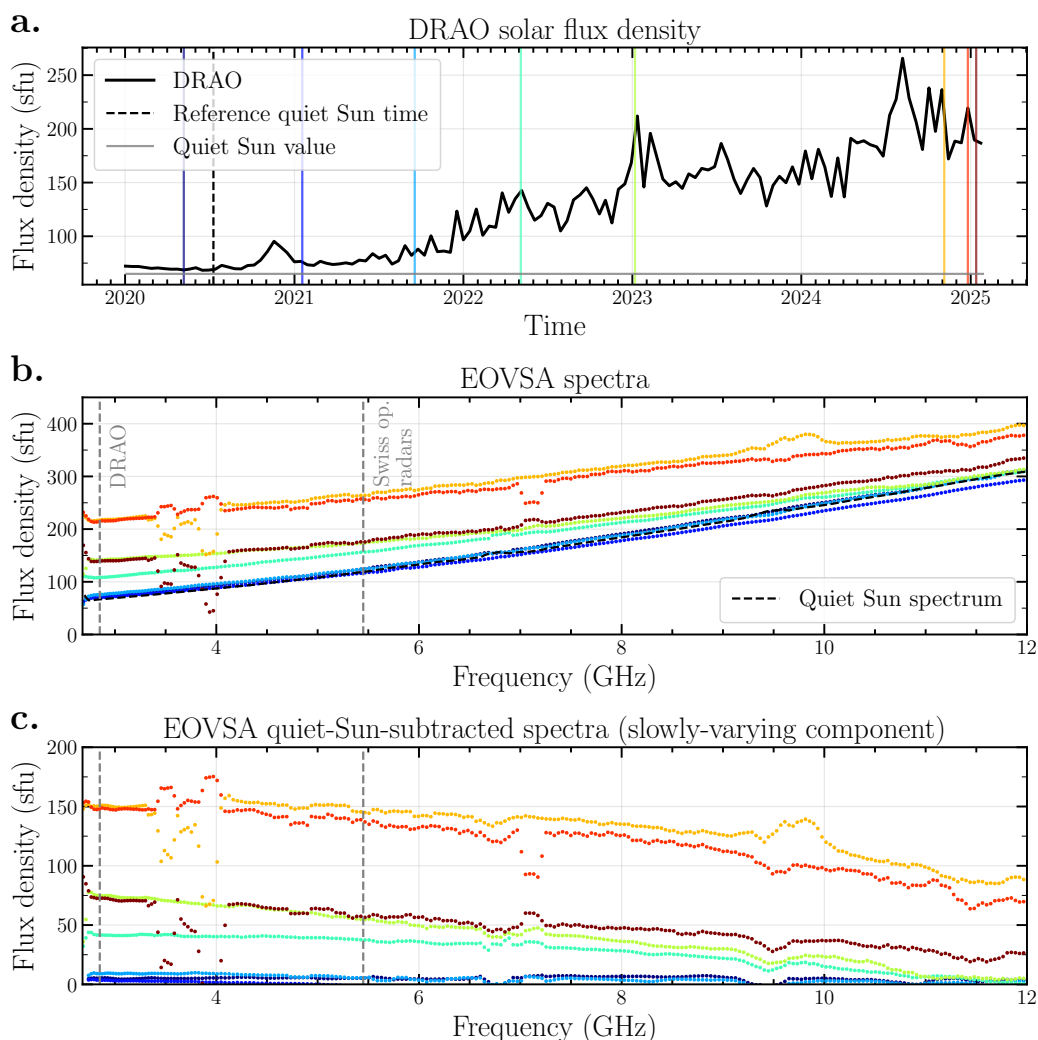 a.
DRAO solar flux density
Flux density (sfu)
250
200
150
100
DRAO
Reference quiet Sun time
Quiet Sun value
2020
2021
2022
2023
2024
2025
Time
b.
EOVSA spectra
Flux density (sfu)
400
300
200
100
0
DRAO
Swiss op.
radars
Quiet Sun spectrum
4
6
8
10
12
Frequency (GHz)
c.
EOVSA quiet-Sun-subtracted spectra (slowly-varying component)
Flux density (sfu)
200
150
100
50
0
4
6
8
10
12
Frequency (GHz)